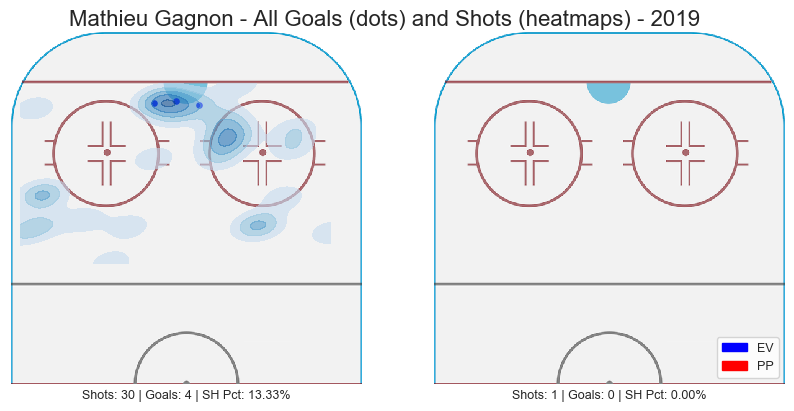 Mathieu Gagnon - All Goals (dots) and Shots (heatmaps) - 2019
EV
PP
Shots: 30 | Goals: 4 | SH Pct: 13.33%
Shots: 1 | Goals: 0 | SH Pct: 0.00%